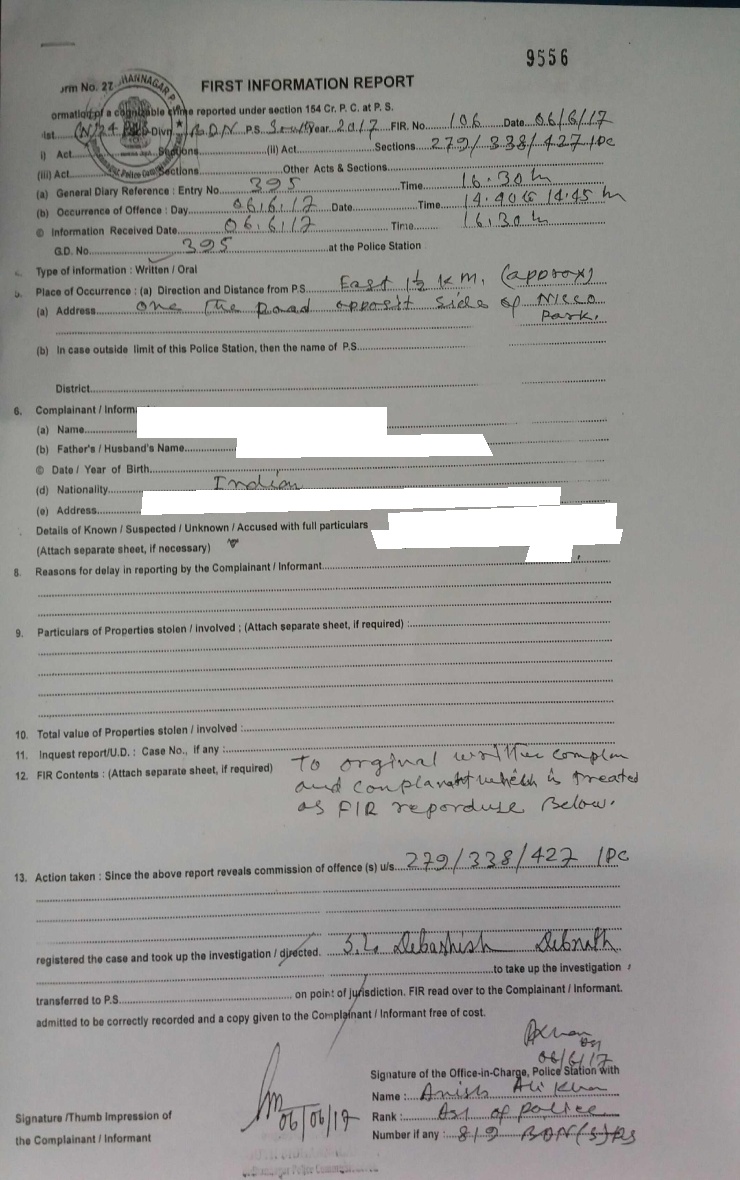 9556
orm No. 27
FIRST INFORMATION REPORT
ormation of a cognizable crime reported under section 154 Cr. P. C. at P. S.
ist. Divn. BDN P.S. Year 2017 FIR. No 106 Date 06/6/17
i) Act Sections (ii) Act Sections 279/338/427 IPC
(iii) Act Sections Other Acts & Sections
(a) General Diary Reference : Entry No. 395 Time 16.30 h
(b) Occurrence of Offence : Day 06.6.17 Date Time 14.40 to 14.45 h
© Information Received Date 06.6.17 Time 16.30 h
G.D. No. 395 at the Police Station
Type of information : Written / Oral
Place of Occurrence : (a) Direction and Distance from P.S. East 1½ k.m. (approx)
(a) Address one the road opposit side of Nicco
Park.
(b) In case outside limit of this Police Station, then the name of P.S.
District
6. Complainant / Inform
(a) Name
(b) Father's / Husband's Name
© Date / Year of Birth
(d) Nationality Indian
(e) Address
Details of Known / Suspected / Unknown / Accused with full particulars
(Attach separate sheet, if necessary)
8. Reasons for delay in reporting by the Complainant / Informant
9. Particulars of Properties stolen / involved ; (Attach separate sheet, if required) :
10. Total value of Properties stolen / involved :
11. Inquest report/U.D. : Case No., if any :
12. FIR Contents : (Attach separate sheet, if required) To orginal written complan
and complanant which is treated
as FIR reporduse Below.
13. Action taken : Since the above report reveals commission of offence (s) u/s. 279/338/427 IPC
registered the case and took up the investigation / directed. S.I. Debashish Debnath
to take up the investigation
transferred to P.S. on point of jurisdiction. FIR read over to the Complainant / Informant.
admitted to be correctly recorded and a copy given to the Complainant / Informant free of cost.
06/6/17
Signature of the Office-in-Charge, Police Station with
Name : Anish Ali Khan
06/06/17
Signature /Thumb Impression of
Rank : ASI of police
the Complainant / Informant
Number if any : 819 BDN(S)PS